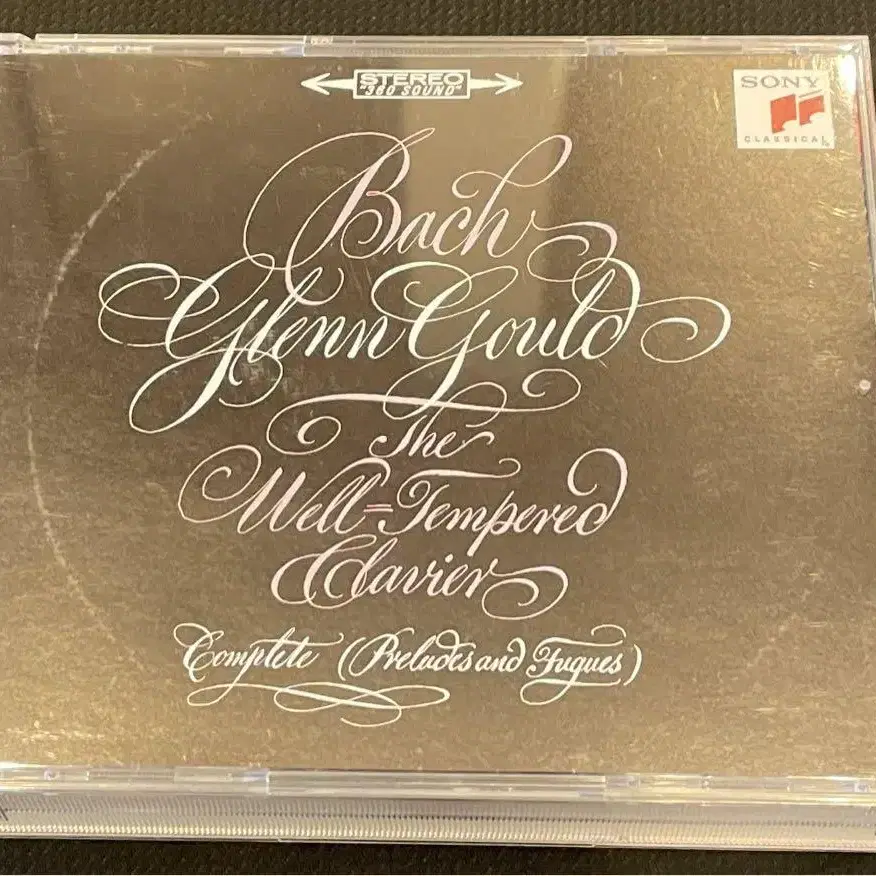 STEREO
"360 SOUND"
SONY
CLASSICAL
Bach
Glenn Gould
The
Well=Tempered
Clavier
Complete (Preludes and Fugues)